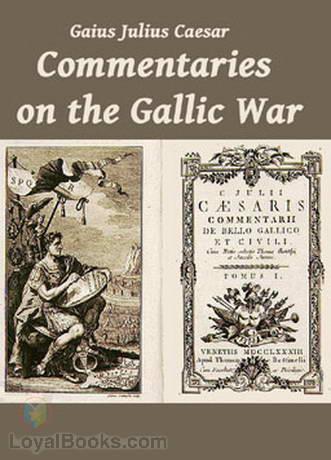 Gaius Julius Caesar
Commentaries
on the Gallic War
SPQR
C. JULII
CÆSARIS
COMMENTARII
DE BELLO GALLICO
ET CIVILI.
TOMUS I.
VENETIIS MDCCLXXXIII
LoyalBooks.com